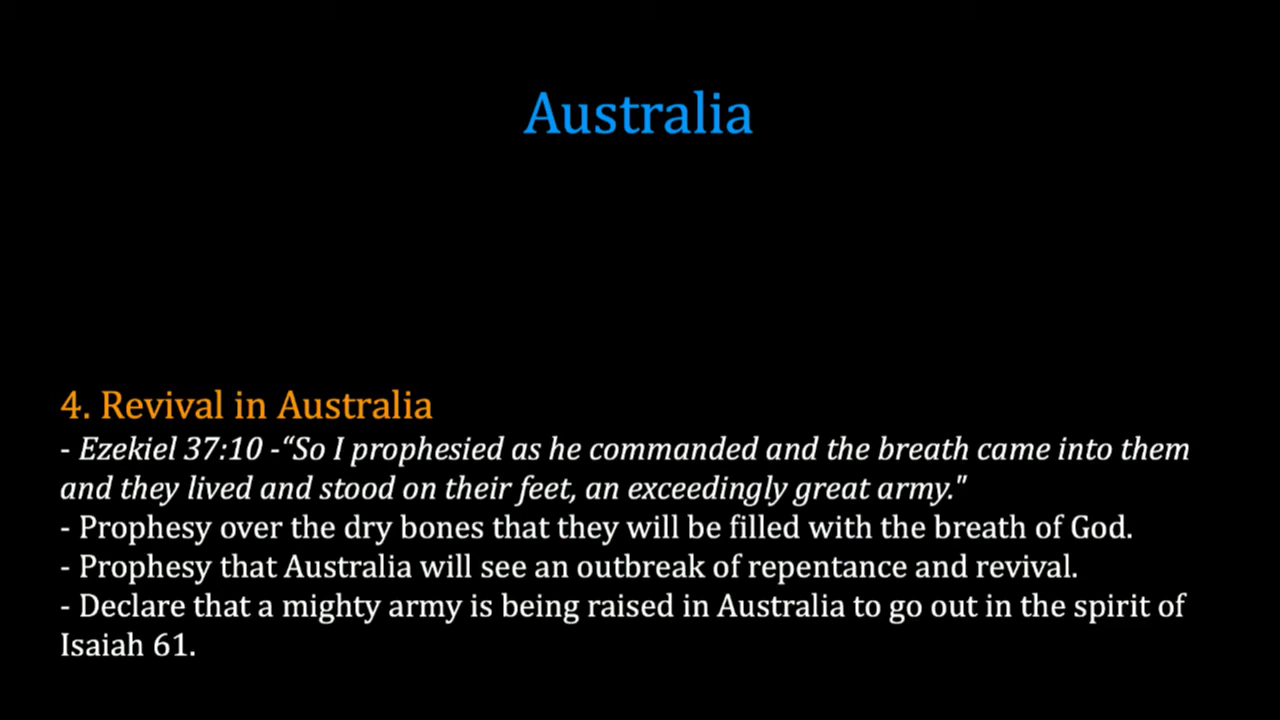 Australia
4. Revival in Australia
- Ezekiel 37:10 -“So I prophesied as he commanded and the breath came into them
and they lived and stood on their feet, an exceedingly great army."
- Prophesy over the dry bones that they will be filled with the breath of God.
- Prophesy that Australia will see an outbreak of repentance and revival.
- Declare that a mighty army is being raised in Australia to go out in the spirit of
Isaiah 61.